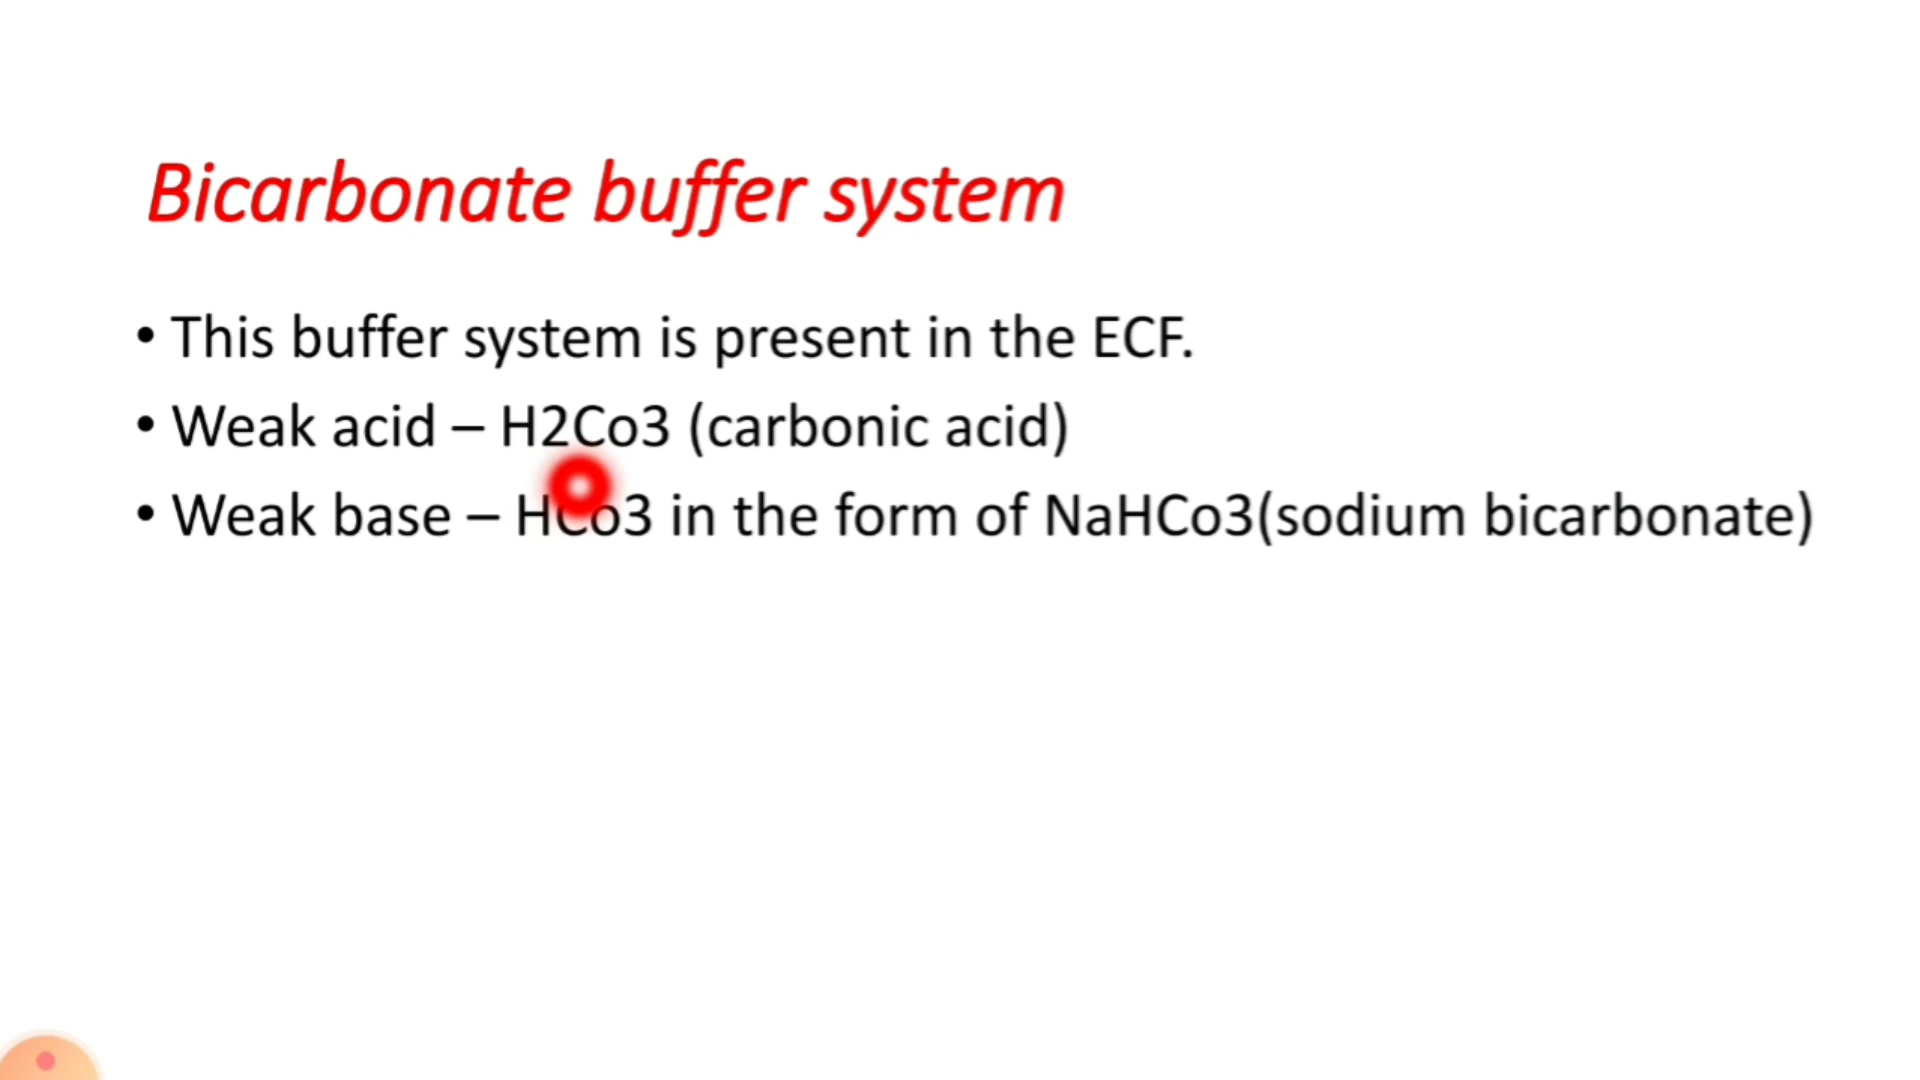 Bicarbonate buffer system
• This buffer system is present in the ECF.
• Weak acid – H2Co3 (carbonic acid)
• Weak base – HCo3 in the form of NaHCo3(sodium bicarbonate)